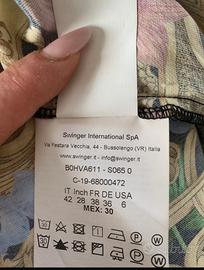 Swinger International SpA
Via Festara Vecchia, 44 - Bussolengo (VR) Italia
www.swinger.it - info@swinger.it
B0HVA611 - S065 0
C-19-68000472
IT Inch FR DE USA
42 28 38 36 6
MEX: 30
30